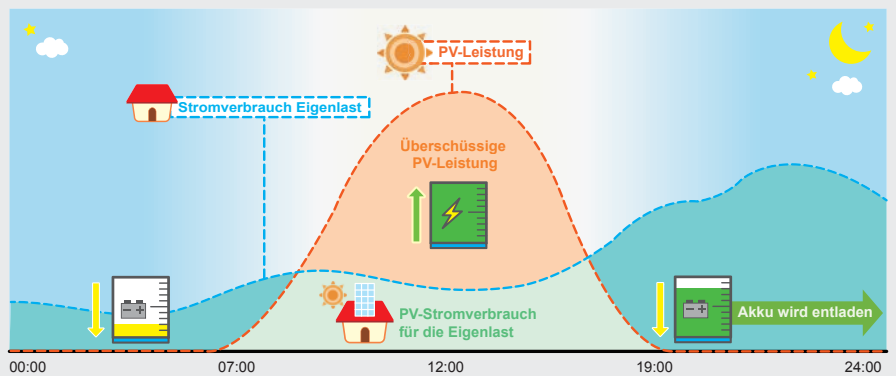 PV-Leistung
Stromverbrauch Eigenlast
Überschüssige
PV-Leistung
PV-Stromverbrauch
für die Eigenlast
Akku wird entladen
00:00
07:00
12:00
19:00
24:00